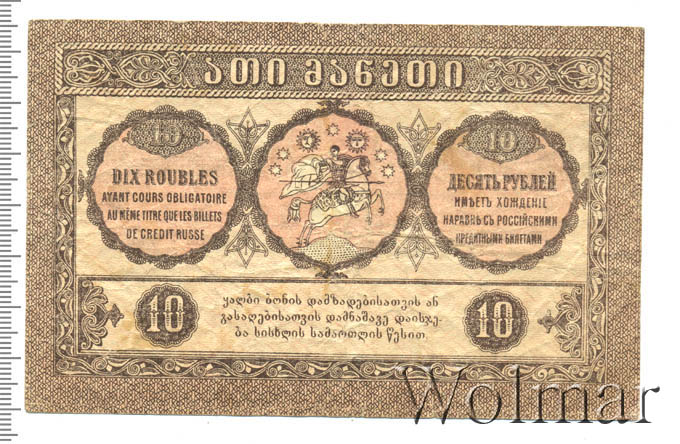 ათი მანეთი
10
DIX ROUBLES
AYANT COURS OBLIGATOIRE
AU MÊME TITRE QUE LES BILLETS
DE CREDIT RUSSE
10
ДЕСЯТЬ РУБЛЕЙ
ИМѢЕТЪ ХОЖДЕНІЕ
НАРАВНѢ СЪ РОССІЙСКИМИ
КРЕДИТНЫМИ БИЛЕТАМИ
10
ყალბი ბონის დამზადებისათვის ან
გასაღებისათვის დამნაშავე დაისჯე-
ბა სისხლის სამართლის წესით.
10
Wolmar